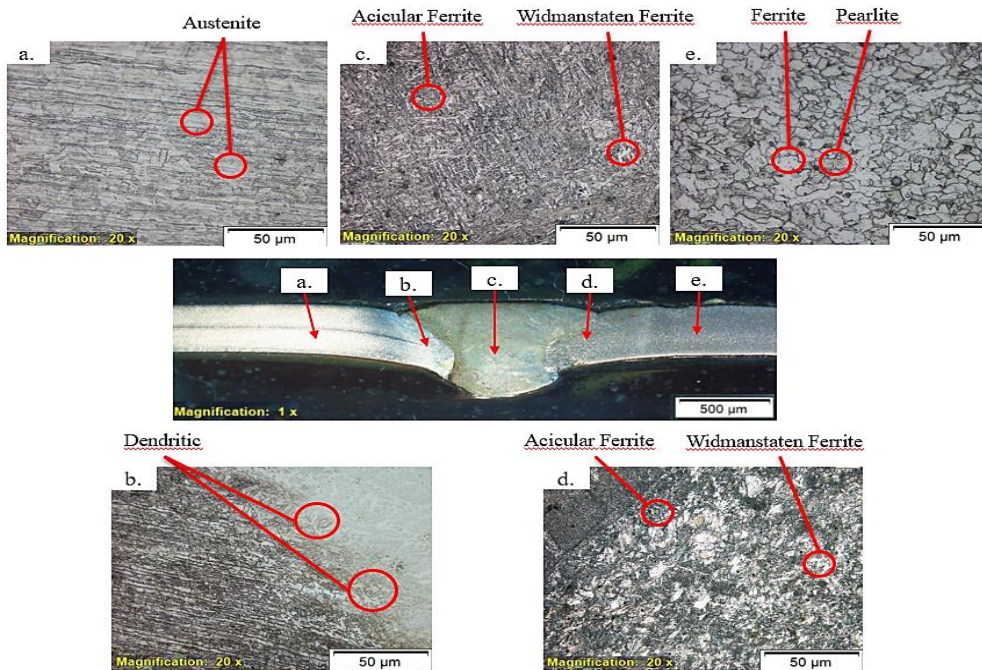 Austenite
Acicular Ferrite
Widmanstaten Ferrite
Ferrite
Pearlite
a.
c.
e.
Magnification: 20 x
50 µm
Magnification: 20 x
50 µm
Magnification: 20 x
50 µm
a.
b.
c.
d.
e.
Magnification: 1 x
500 µm
Dendritic
Acicular Ferrite
Widmanstaten Ferrite
b.
d.
Magnification: 20 x
50 µm
Magnification: 20 x
50 µm